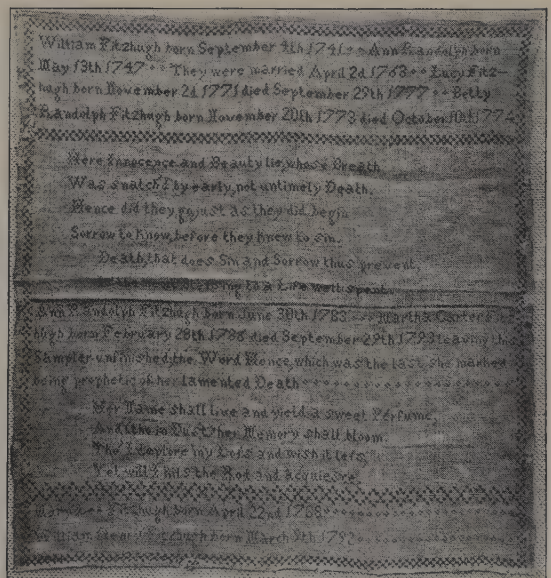 William Fitzhugh born September 4th 1741 Ann Randolph born
May 13th 1747 They were married April 2d 1763 Lucy Fitz-
hugh born November 2d 1771 died September 29th 1777 Betty
Randolph Fitzhugh born November 20th 1773 died October 10th 1774
Here Innocence and Beauty lie, whose Breath
Was snatch'd by early, not untimely Death.
Hence did they go, just as they did begin
Sorrow to know, before they knew to sin.
Death, that does Sin and Sorrow thus prevent,
Is the next to a Life well spent
Ann Randolph Fitzhugh born June 30th 1783 Martha Carter
hugh born February 28th died September 29th 1793 leaving this
Sampler unfinished, the Word Hence, which was the last she marked
being prophetic of her lamented Death
Her Fame shall live and yield a sweet Perfume,
And tho in Dust her Memory shall bloom.
Tho I deplore my Loss and wish it less,
Yet will I kiss the Rod and acquiesce
Fitzhugh born April 22nd
William Henry Fitzhugh born March 9th 1792